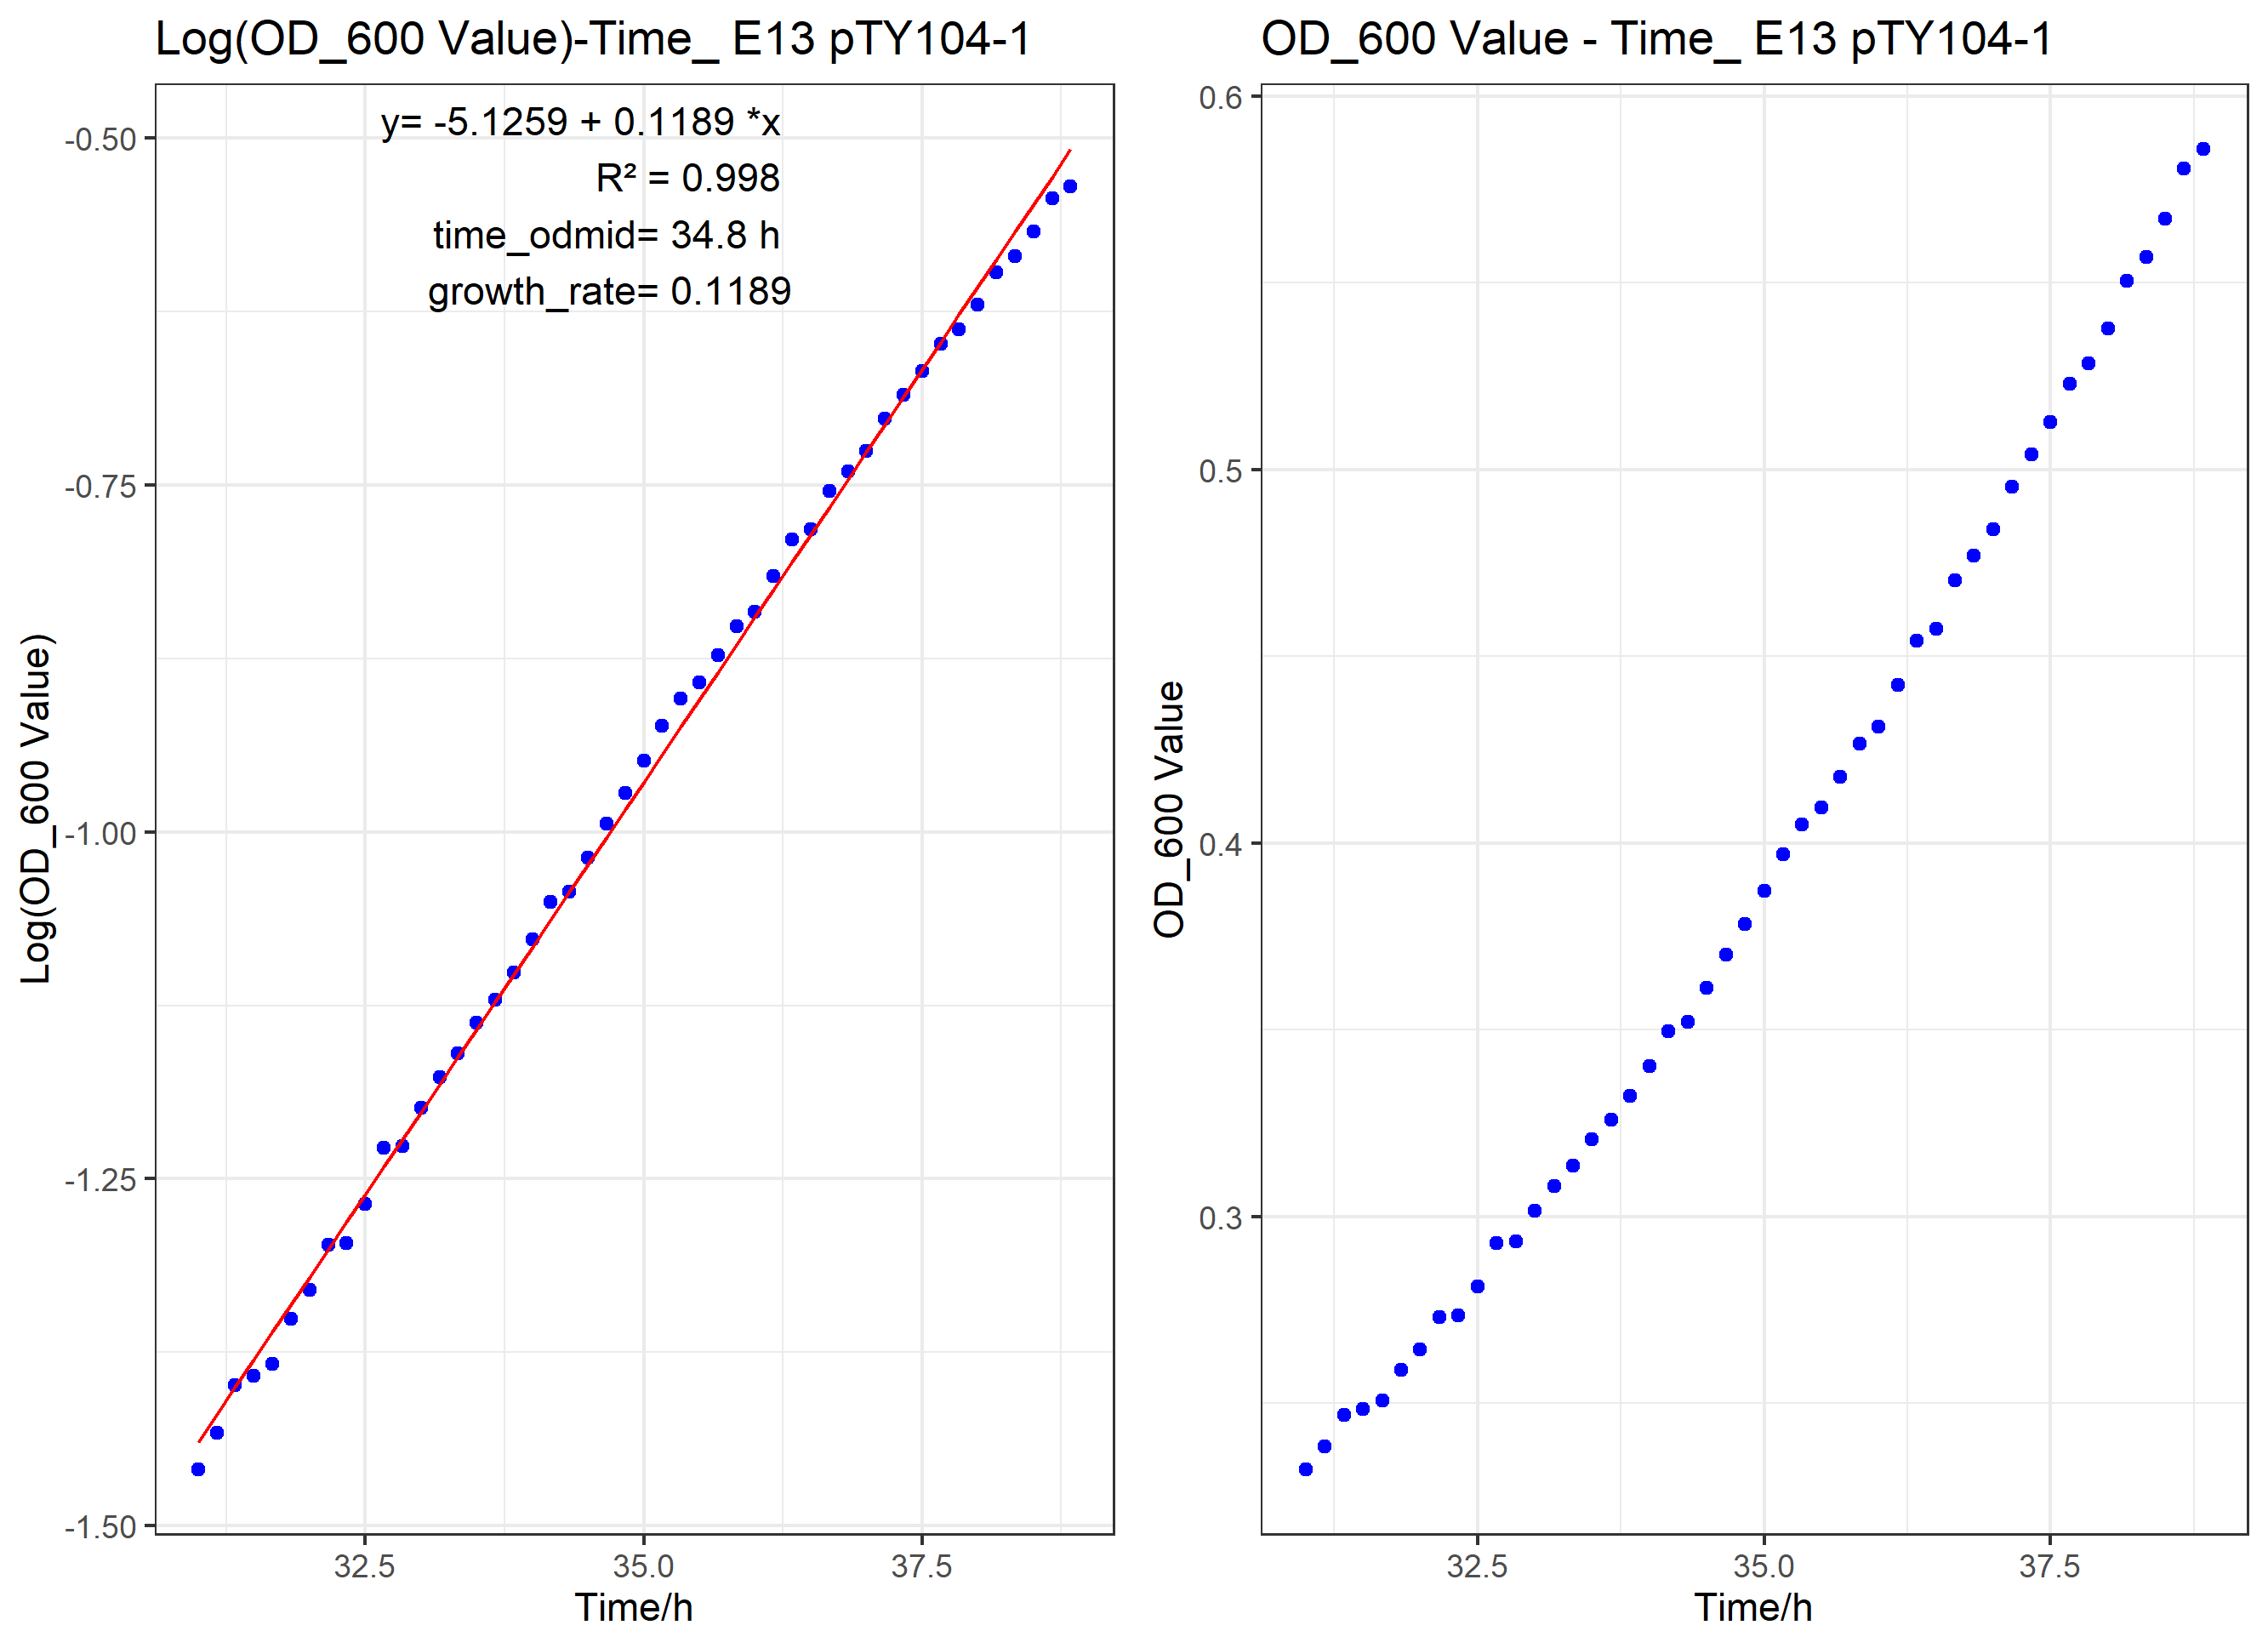 Log(OD_600 Value)-Time_ E13 pTY104-1
y= -5.1259 + 0.1189 *x
R² = 0.998
time_odmid= 34.8 h
growth_rate= 0.1189
Log(OD_600 Value)
-0.50
-0.75
-1.00
-1.25
-1.50
32.5 35.0 37.5
Time/h
OD_600 Value - Time_ E13 pTY104-1
OD_600 Value
0.6
0.5
0.4
0.3
32.5 35.0 37.5
Time/h